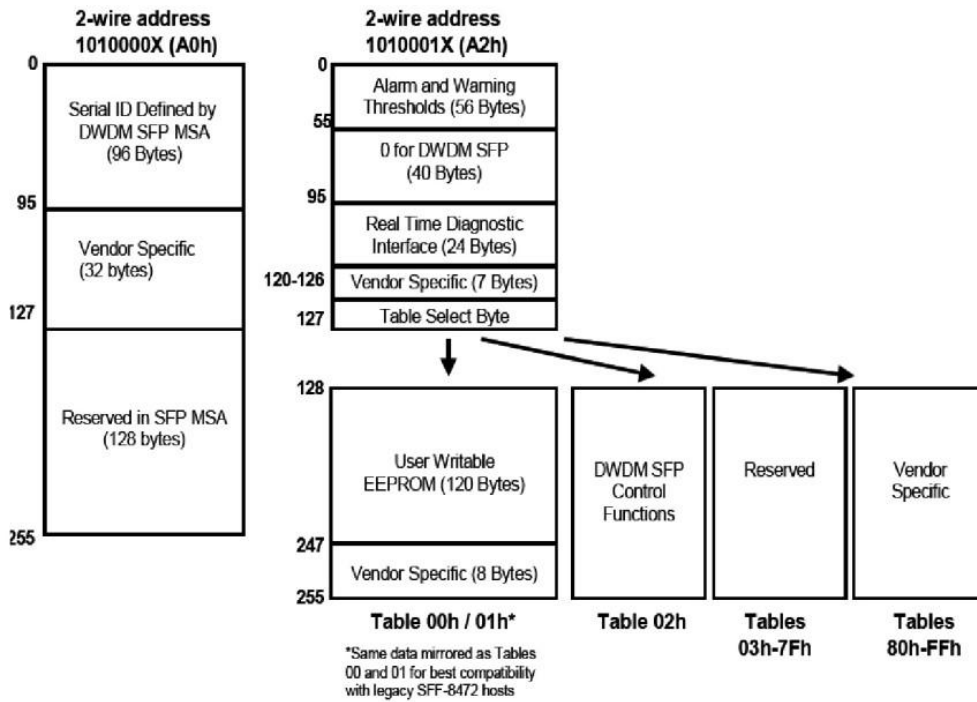 2-wire address
1010000X (A0h)
0
Serial ID Defined by
DWDM SFP MSA
(96 Bytes)
95
Vendor Specific
(32 bytes)
127
Reserved in SFP MSA
(128 bytes)
255
2-wire address
1010001X (A2h)
0
Alarm and Warning
Thresholds (56 Bytes)
55
0 for DWDM SFP
(40 Bytes)
95
Real Time Diagnostic
Interface (24 Bytes)
120-126
Vendor Specific (7 Bytes)
127
Table Select Byte
128
User Writable
EEPROM (120 Bytes)
247
Vendor Specific (8 Bytes)
255
Table 00h / 01h*
*Same data mirrored as Tables
00 and 01 for best compatibility
with legacy SFF-8472 hosts
DWDM SFP
Control
Functions
Table 02h
Reserved
Tables
03h-7Fh
Vendor
Specific
Tables
80h-FFh